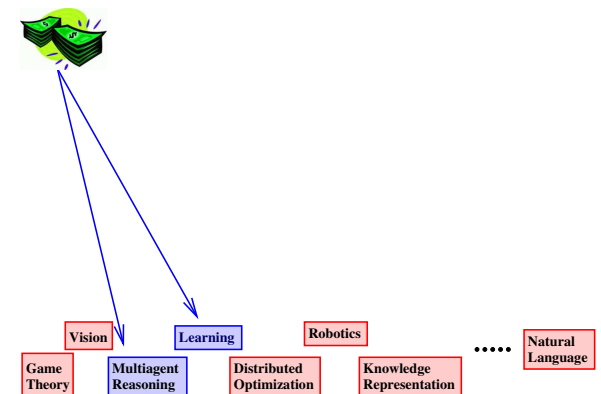 $
$
Vision
Learning
Robotics
Natural
Language
.....
Game
Theory
Multiagent
Reasoning
Distributed
Optimization
Knowledge
Representation